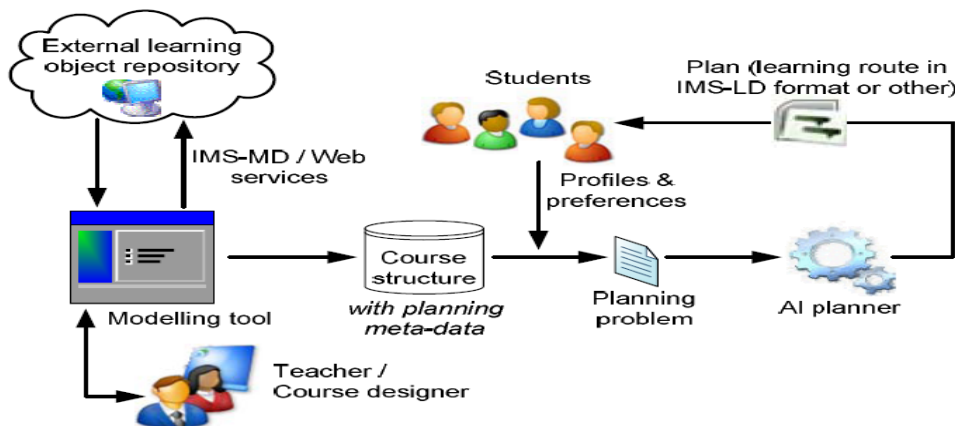 External learning
object repository
IMS-MD / Web
services
Modelling tool
Teacher /
Course designer
Course
structure
with planning
meta-data
Students
Profiles &
preferences
Planning
problem
AI planner
Plan (learning route in
IMS-LD format or other)